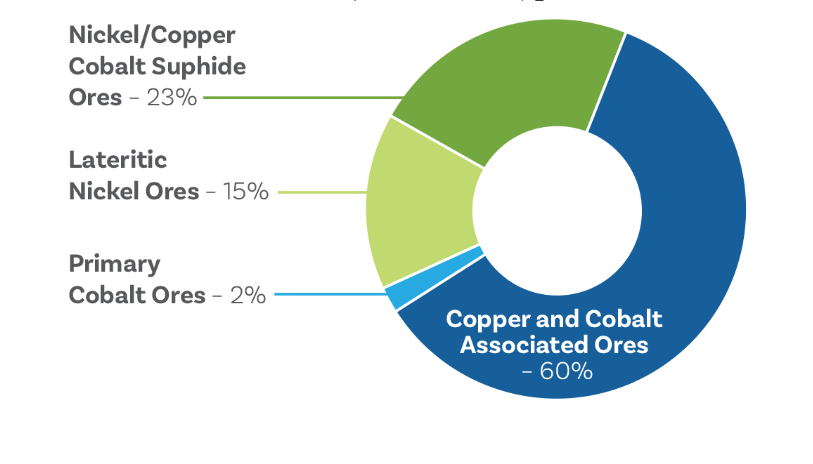 Nickel/Copper
Cobalt Suphide
Ores – 23%
Lateritic
Nickel Ores – 15%
Primary
Cobalt Ores – 2%
Copper and Cobalt
Associated Ores
– 60%